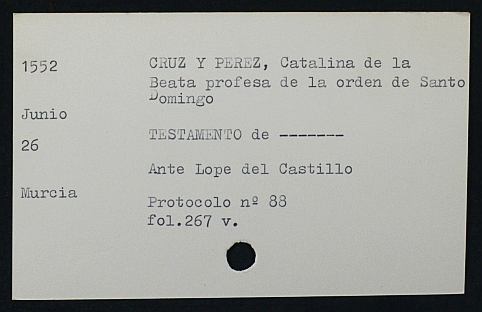 1552
Junio
26
Murcia
CRUZ Y PEREZ, Catalina de la
Beata profesa de la orden de Santo
Domingo
TESTAMENTO de -------
Ante Lope del Castillo
Protocolo nº 88
fol.267 v.